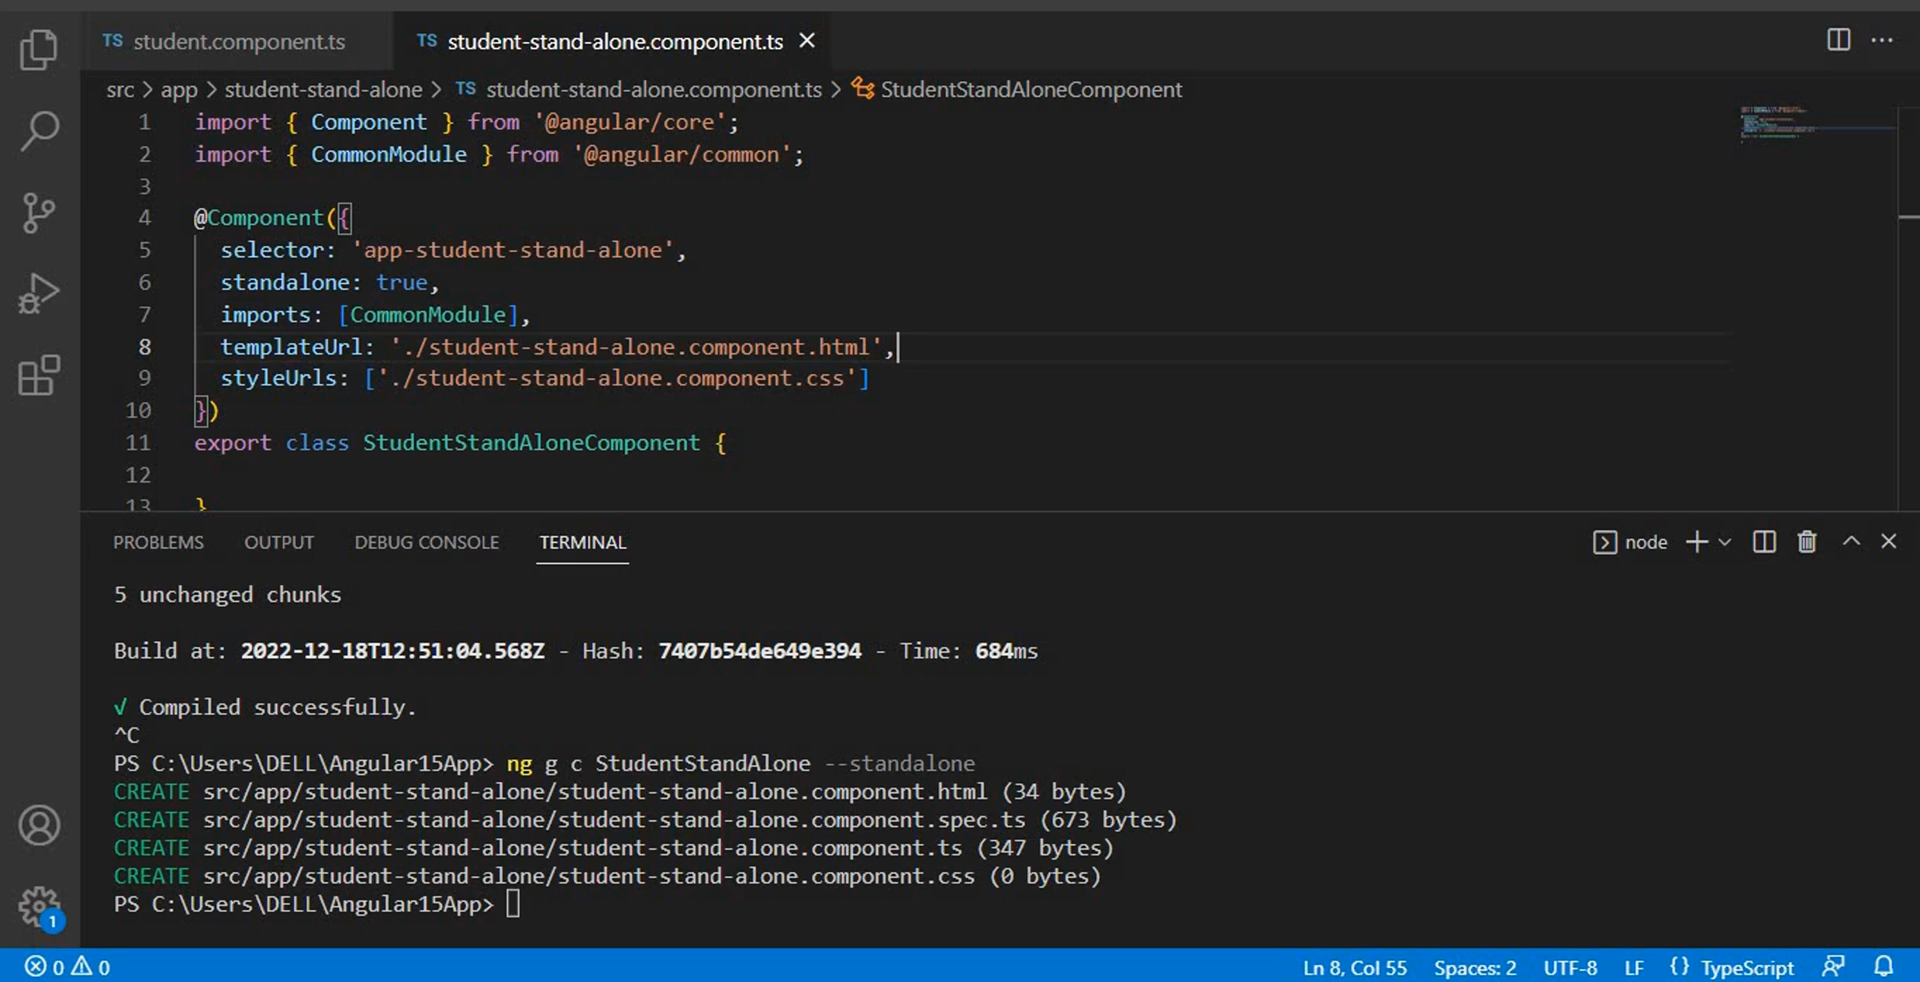 TS student.component.ts TS student-stand-alone.component.ts
src > app > student-stand-alone > TS student-stand-alone.component.ts > StudentStandAloneComponent
1 import { Component } from '@angular/core';
2 import { CommonModule } from '@angular/common';
3
4 @Component({
5 selector: 'app-student-stand-alone',
6 standalone: true,
7 imports: [CommonModule],
8 templateUrl: './student-stand-alone.component.html',
9 styleUrls: ['./student-stand-alone.component.css']
10 })
11 export class StudentStandAloneComponent {
12
13 }
PROBLEMS OUTPUT DEBUG CONSOLE TERMINAL node
5 unchanged chunks
Build at: 2022-12-18T12:51:04.568Z - Hash: 7407b54de649e394 - Time: 684ms
√ Compiled successfully.
^C
PS C:\Users\DELL\Angular15App> ng g c StudentStandAlone --standalone
CREATE src/app/student-stand-alone/student-stand-alone.component.html (34 bytes)
CREATE src/app/student-stand-alone/student-stand-alone.component.spec.ts (673 bytes)
CREATE src/app/student-stand-alone/student-stand-alone.component.ts (347 bytes)
CREATE src/app/student-stand-alone/student-stand-alone.component.css (0 bytes)
PS C:\Users\DELL\Angular15App>
1
0 0 Ln 8, Col 55 Spaces: 2 UTF-8 LF {} TypeScript